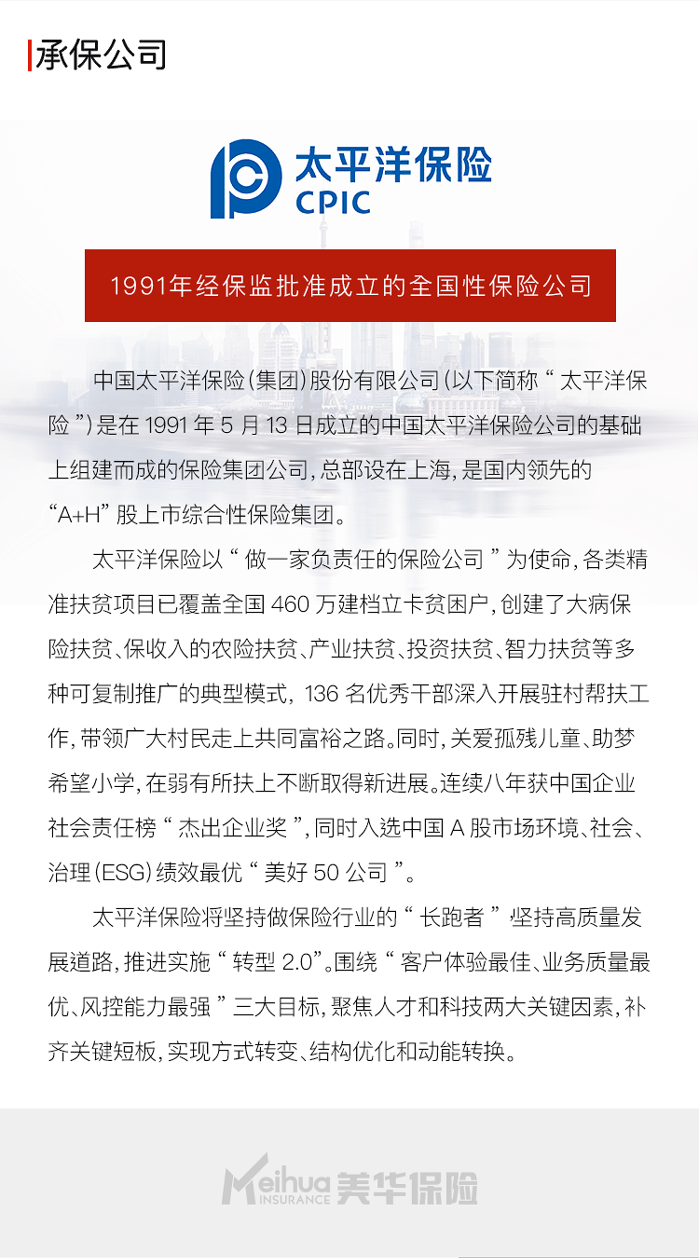 承保公司
太平洋保险
CPIC
1991年经保监批准成立的全国性保险公司
中国太平洋保险(集团)股份有限公司(以下简称“太平洋保
险”)是在1991年5月13日成立的中国太平洋保险公司的基础
上组建而成的保险集团公司,总部设在上海,是国内领先的
“A+H”股上市综合性保险集团。
太平洋保险以“做一家负责任的保险公司”为使命,各类精
准扶贫项目已覆盖全国460万建档立卡贫困户,创建了大病保
险扶贫、保收入的农险扶贫、产业扶贫、投资扶贫、智力扶贫等多
种可复制推广的典型模式, 136名优秀干部深入开展驻村帮扶工
作,带领广大村民走上共同富裕之路。同时,关爱孤残儿童、助梦
希望小学,在弱有所扶上不断取得新进展。连续八年获中国企业
社会责任榜“杰出企业奖”,同时入选中国A股市场环境、社会、
治理(ESG)绩效最优“美好50公司”。
太平洋保险将坚持做保险行业的“长跑者”坚持高质量发
展道路,推进实施“转型2.0”。围绕“客户体验最佳、业务质量最
优、风控能力最强”三大目标,聚焦人才和科技两大关键因素,补
齐关键短板,实现方式转变、结构优化和动能转换。
Meihua INSURANCE 美华保险